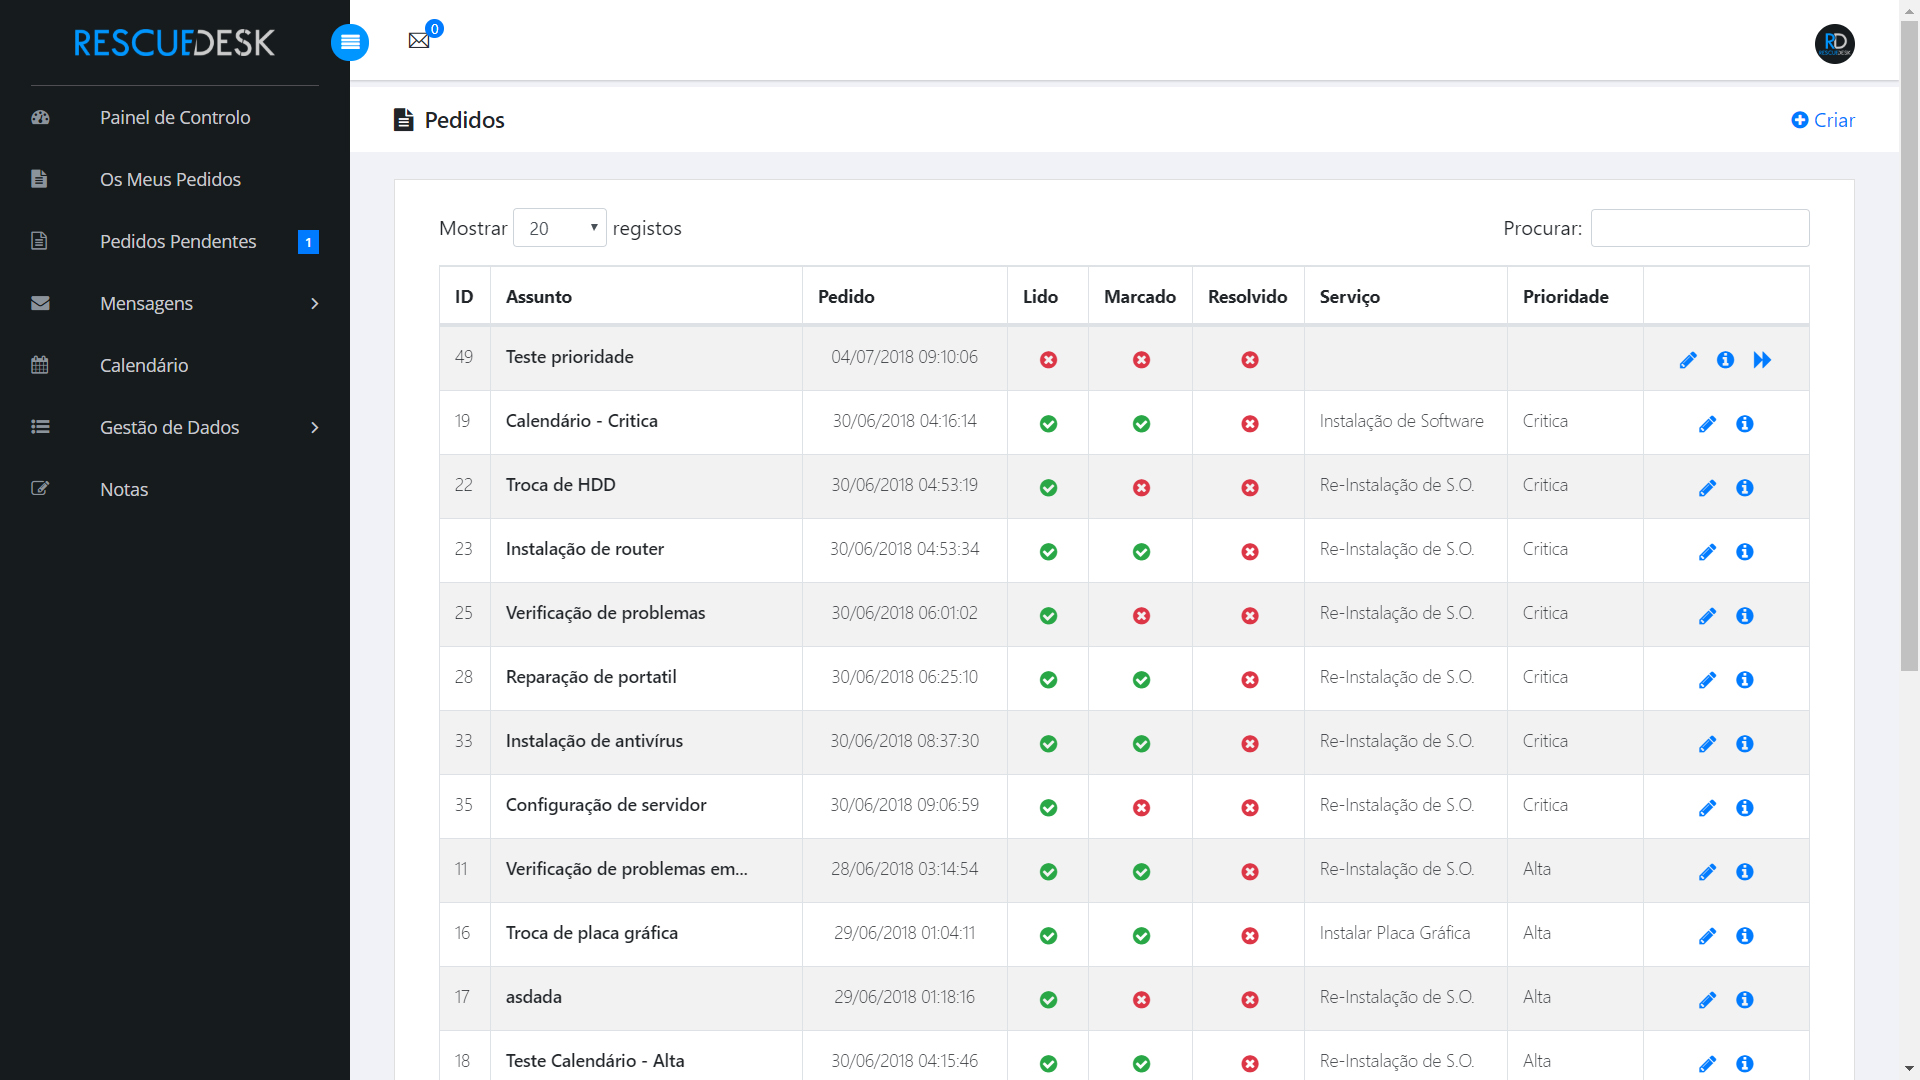 RESCUEDESK
0
RD
Painel de Controlo
Os Meus Pedidos
Pedidos Pendentes 1
Mensagens
Calendário
Gestão de Dados
Notas
Pedidos
Criar
Mostrar 20 registos
Procurar:
ID Assunto Pedido Lido Marcado Resolvido Serviço Prioridade
49 Teste prioridade 04/07/2018 09:10:06
19 Calendário - Critica 30/06/2018 04:16:14 Instalação de Software Critica
22 Troca de HDD 30/06/2018 04:53:19 Re-Instalação de S.O. Critica
23 Instalação de router 30/06/2018 04:53:34 Re-Instalação de S.O. Critica
25 Verificação de problemas 30/06/2018 06:01:02 Re-Instalação de S.O. Critica
28 Reparação de portatil 30/06/2018 06:25:10 Re-Instalação de S.O. Critica
33 Instalação de antivírus 30/06/2018 08:37:30 Re-Instalação de S.O. Critica
35 Configuração de servidor 30/06/2018 09:06:59 Re-Instalação de S.O. Critica
11 Verificação de problemas em... 28/06/2018 03:14:54 Re-Instalação de S.O. Alta
16 Troca de placa gráfica 29/06/2018 01:04:11 Instalar Placa Gráfica Alta
17 asdada 29/06/2018 01:18:16 Re-Instalação de S.O. Alta
18 Teste Calendário - Alta 30/06/2018 04:15:46 Re-Instalação de S.O. Alta